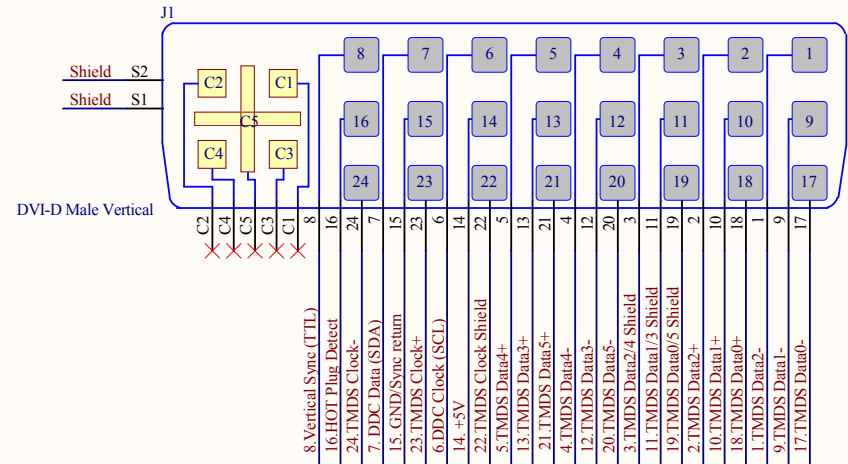 J1
8 7 6 5 4 3 2 1
C2 C1
Shield S2
Shield S1
16 15 14 13 12 11 10 9
C5
C4 C3
24 23 22 21 20 19 18 17
DVI-D Male Vertical
C2
C4
C5
C3
C1
8
16
24
7
15
23
6
14
22
5
13
21
4
12
20
3
11
19
2
10
18
1
9
17
8.Vertical Sync (TTL)
16.HOT Plug Detect
24.TMDS Clock-
7. DDC Data (SDA)
15. GND/Sync return
23.TMDS Clock+
6.DDC Clock (SCL)
14. +5V
22.TMDS Clock Shield
5.TMDS Data4+
13.TMDS Data3+
21.TMDS Data5+
4.TMDS Data4-
12.TMDS Data3-
20.TMDS Data5-
3.TMDS Data2/4 Shield
11.TMDS Data1/3 Shield
19.TMDS Data0/5 Shield
2.TMDS Data2+
10.TMDS Data1+
18.TMDS Data0+
1.TMDS Data2-
9.TMDS Data1-
17.TMDS Data0-